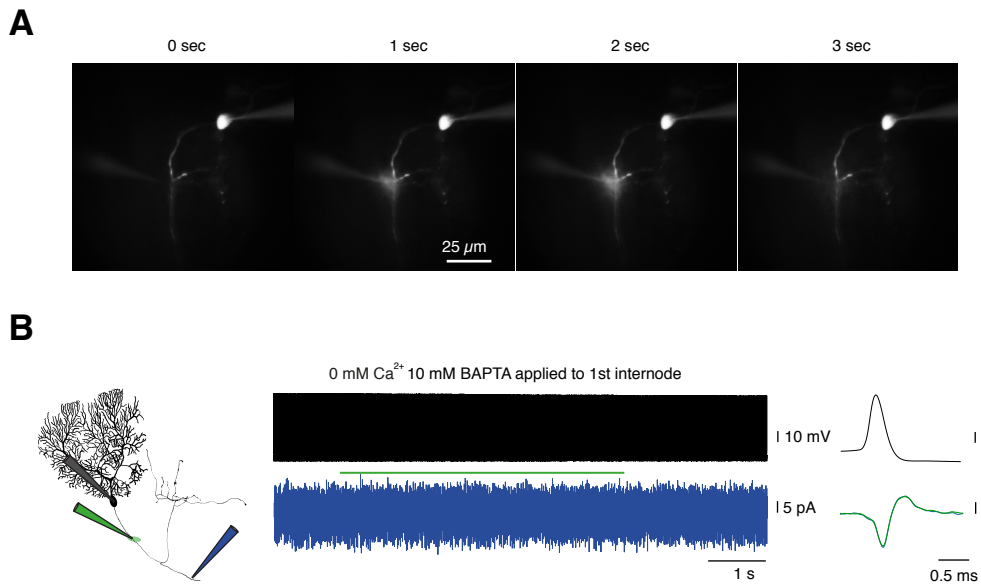 A
0 sec 1 sec 2 sec 3 sec
25 µm
B
0 mM Ca2+ 10 mM BAPTA applied to 1st internode
10 mV
5 pA
1 s
0.5 ms